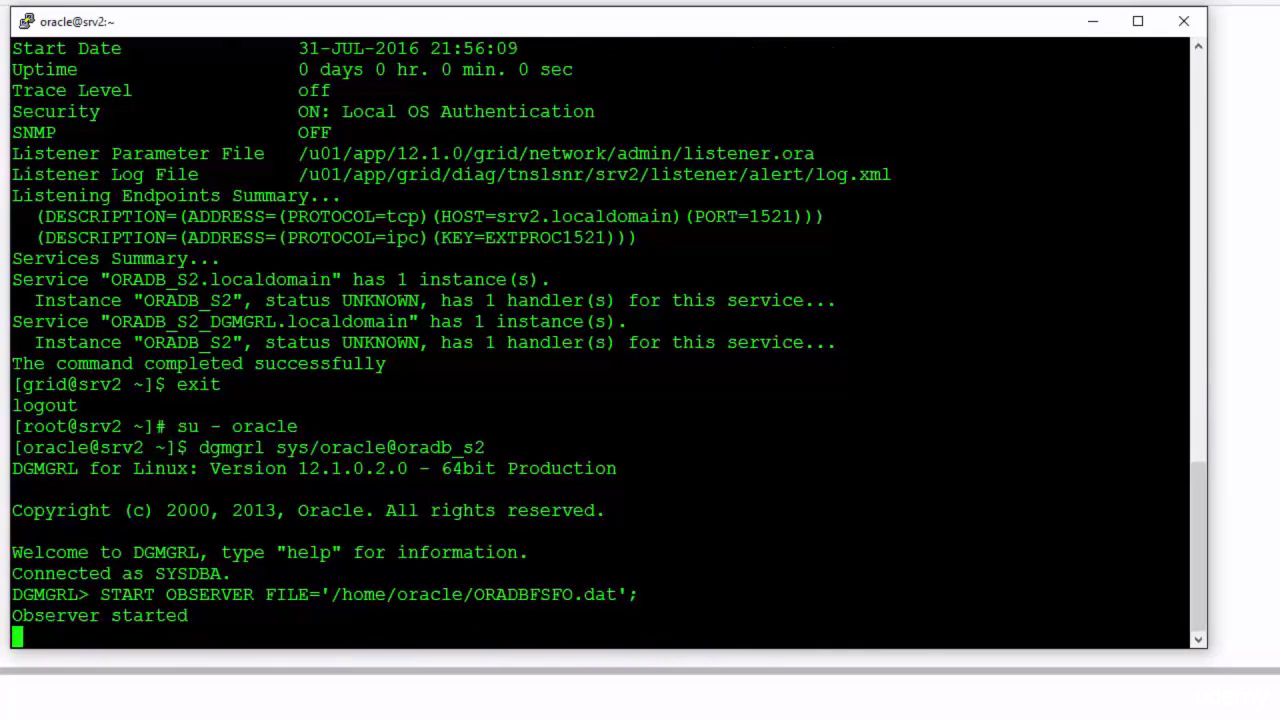 oracle@srv2:~
Start Date 31-JUL-2016 21:56:09
Uptime 0 days 0 hr. 0 min. 0 sec
Trace Level off
Security ON: Local OS Authentication
SNMP OFF
Listener Parameter File /u01/app/12.1.0/grid/network/admin/listener.ora
Listener Log File /u01/app/grid/diag/tnslsnr/srv2/listener/alert/log.xml
Listening Endpoints Summary...
(DESCRIPTION=(ADDRESS=(PROTOCOL=tcp)(HOST=srv2.localdomain)(PORT=1521)))
(DESCRIPTION=(ADDRESS=(PROTOCOL=ipc)(KEY=EXTPROC1521)))
Services Summary...
Service "ORADB_S2.localdomain" has 1 instance(s).
Instance "ORADB_S2", status UNKNOWN, has 1 handler(s) for this service...
Service "ORADB_S2_DGMGRL.localdomain" has 1 instance(s).
Instance "ORADB_S2", status UNKNOWN, has 1 handler(s) for this service...
The command completed successfully
[grid@srv2 ~]$ exit
logout
[root@srv2 ~]# su - oracle
[oracle@srv2 ~]$ dgmgrl sys/oracle@oradb_s2
DGMGRL for Linux: Version 12.1.0.2.0 - 64bit Production
Copyright (c) 2000, 2013, Oracle. All rights reserved.
Welcome to DGMGRL, type "help" for information.
Connected as SYSDBA.
DGMGRL> START OBSERVER FILE='/home/oracle/ORADBFSFO.dat';
Observer started